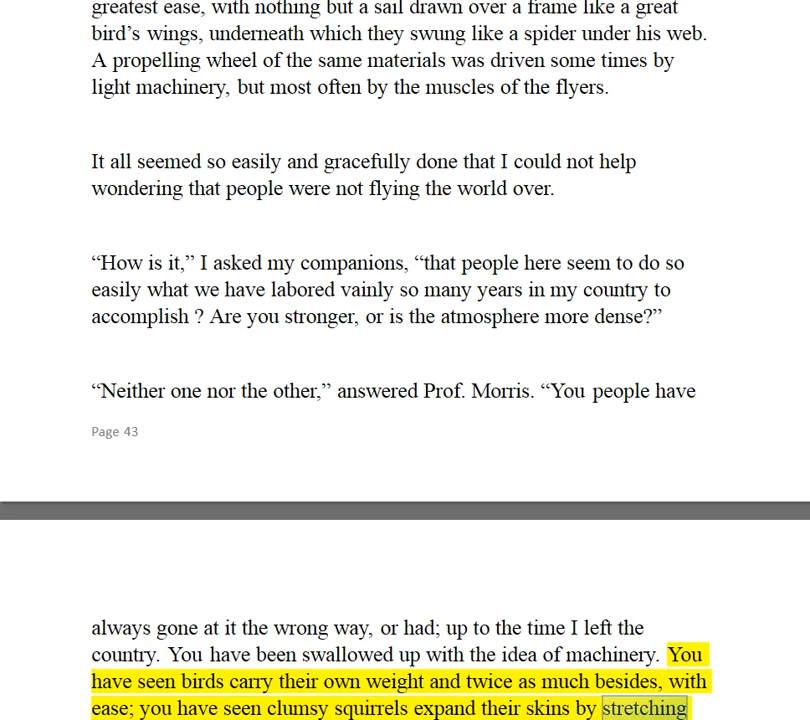 greatest ease, with nothing but a sail drawn over a frame like a great
bird’s wings, underneath which they swung like a spider under his web.
A propelling wheel of the same materials was driven some times by
light machinery, but most often by the muscles of the flyers.
It all seemed so easily and gracefully done that I could not help
wondering that people were not flying the world over.
“How is it,” I asked my companions, “that people here seem to do so
easily what we have labored vainly so many years in my country to
accomplish ? Are you stronger, or is the atmosphere more dense?”
“Neither one nor the other,” answered Prof. Morris. “You people have
Page 43
always gone at it the wrong way, or had; up to the time I left the
country. You have been swallowed up with the idea of machinery. You
have seen birds carry their own weight and twice as much besides, with
ease; you have seen clumsy squirrels expand their skins by stretching